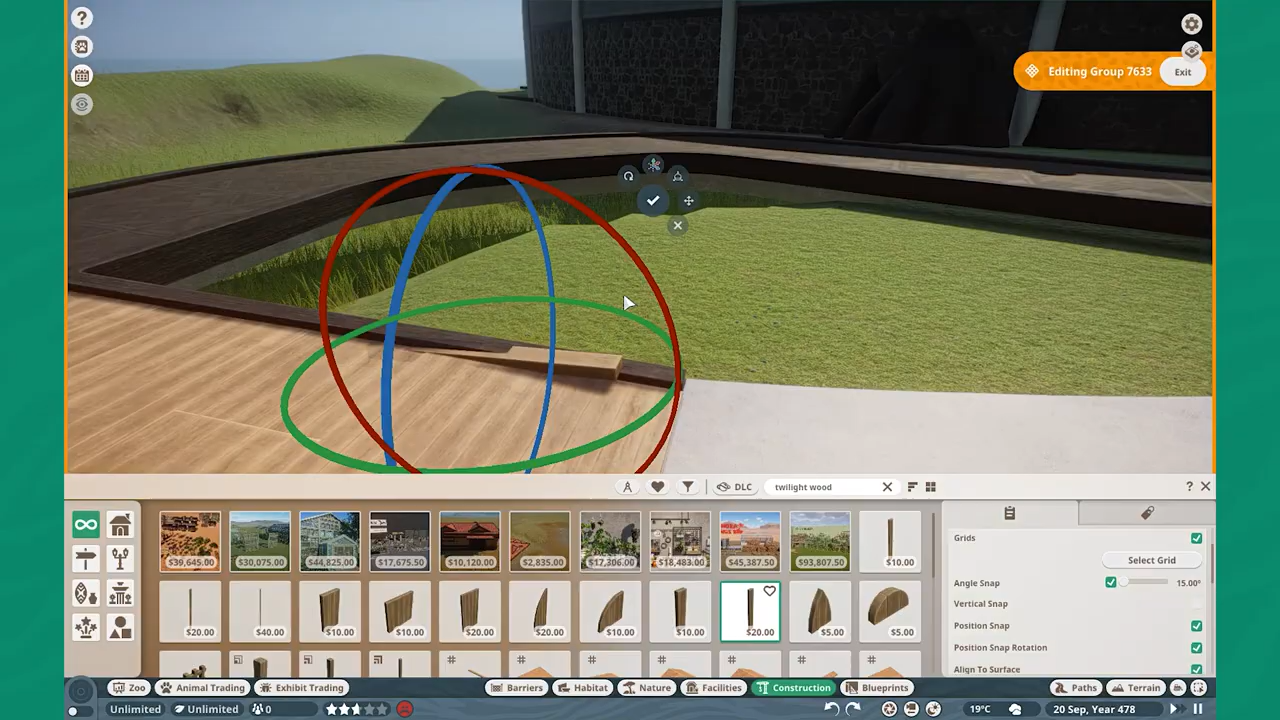 ?
Editing Group 7633
Exit
DLC
twilight wood
?
$39,645.00
$30,075.00
$44,825.00
$17,675.50
$10,120.00
$2,835.00
$17,306.00
$18,483.00
$45,387.50
$93,807.50
$10.00
$20.00
$40.00
$10.00
$10.00
$20.00
$20.00
$10.00
$10.00
$20.00
$5.00
$5.00
Grids
Select Grid
Angle Snap
15.00°
Vertical Snap
Position Snap
Position Snap Rotation
Align To Surface
Zoo
Animal Trading
Exhibit Trading
Barriers
Habitat
Nature
Facilities
Construction
Blueprints
Paths
Terrain
Unlimited
Unlimited
0
19°C
20 Sep, Year 478